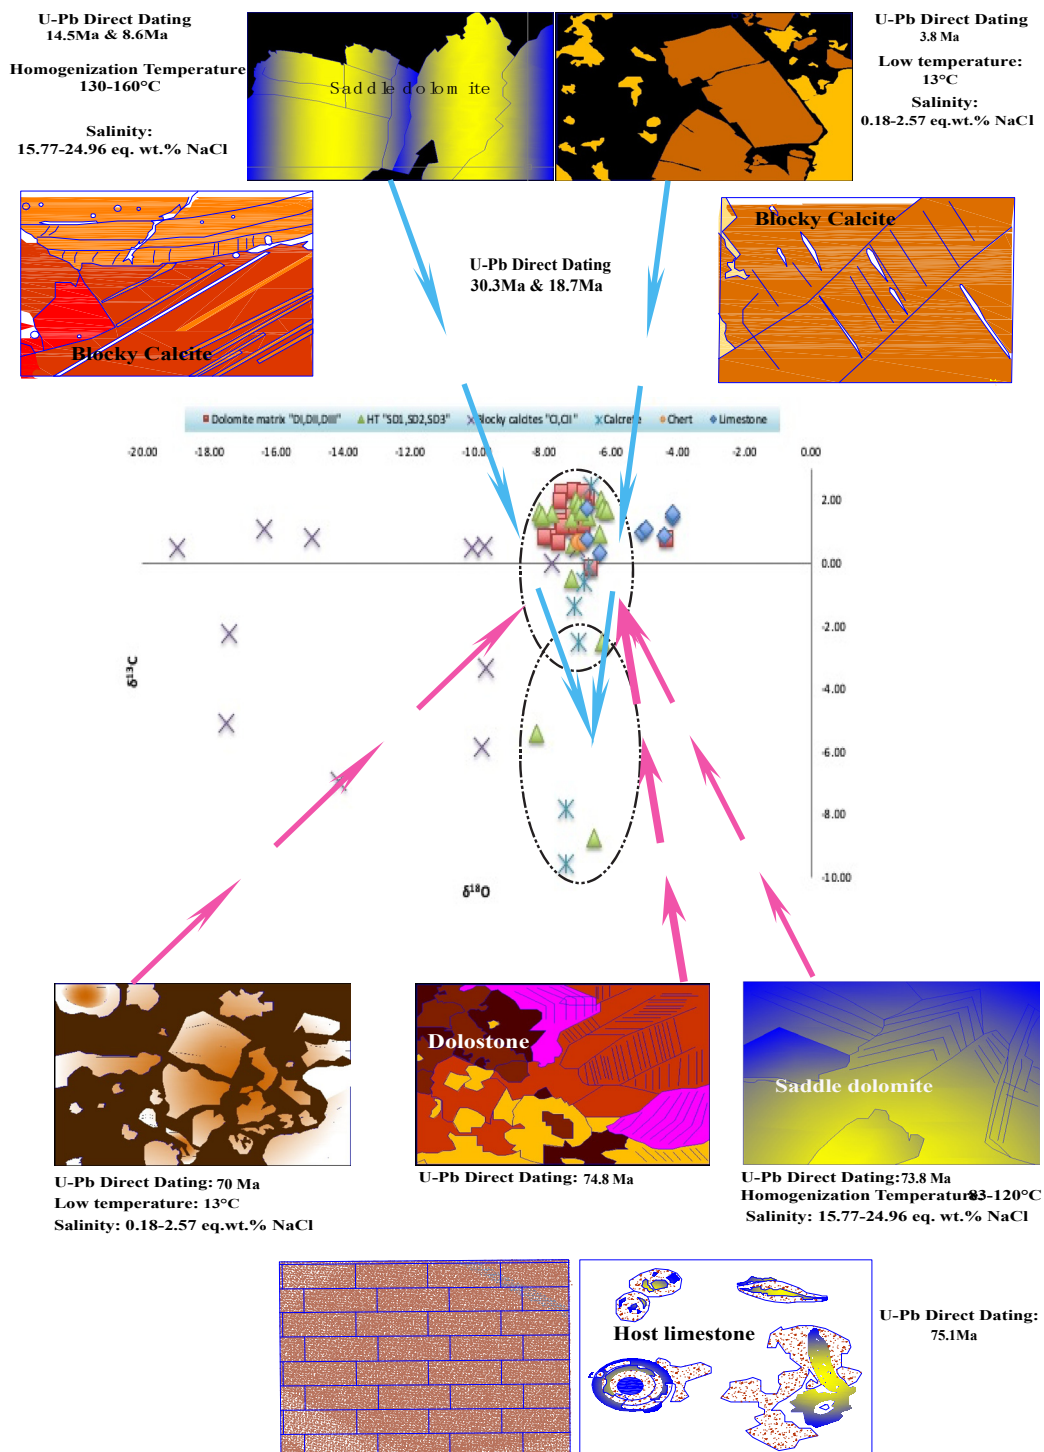 U-Pb Direct Dating
14.5Ma & 8.6Ma
Homogenization Temperature
130-160°C
Salinity:
15.77-24.96 eq. wt.% NaCl
Saddle dolomite
U-Pb Direct Dating
3.8 Ma
Low temperature:
13°C
Salinity:
0.18-2.57 eq.wt.% NaCl
Blocky Calcite
U-Pb Direct Dating
30.3Ma & 18.7Ma
Blocky Calcite
Dolomite matrix "DI,DII,DIII" HT "SD1,SD2,SD3" Blocky calcites "CI,CII" Calcrete Chert Limestone
-20.00 -18.00 -16.00 -14.00 -12.00 -10.00 -8.00 -6.00 -4.00 -2.00 0.00
2.00
0.00
-2.00
-4.00
-6.00
-8.00
-10.00
δ¹³C
δ¹⁸O
Dolostone
Saddle dolomite
U-Pb Direct Dating: 70 Ma
Low temperature: 13°C
Salinity: 0.18-2.57 eq.wt.% NaCl
U-Pb Direct Dating: 74.8 Ma
U-Pb Direct Dating:73.8 Ma
Homogenization Temperature:83-120°C
Salinity: 15.77-24.96 eq. wt.% NaCl
Host limestone
U-Pb Direct Dating:
75.1Ma